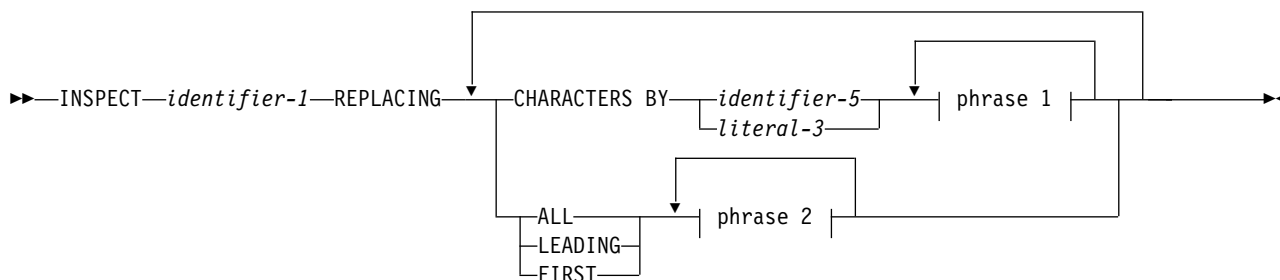 INSPECT identifier-1 REPLACING CHARACTERS BY identifier-5 phrase 1
literal-3
ALL phrase 2
LEADING
FIRST